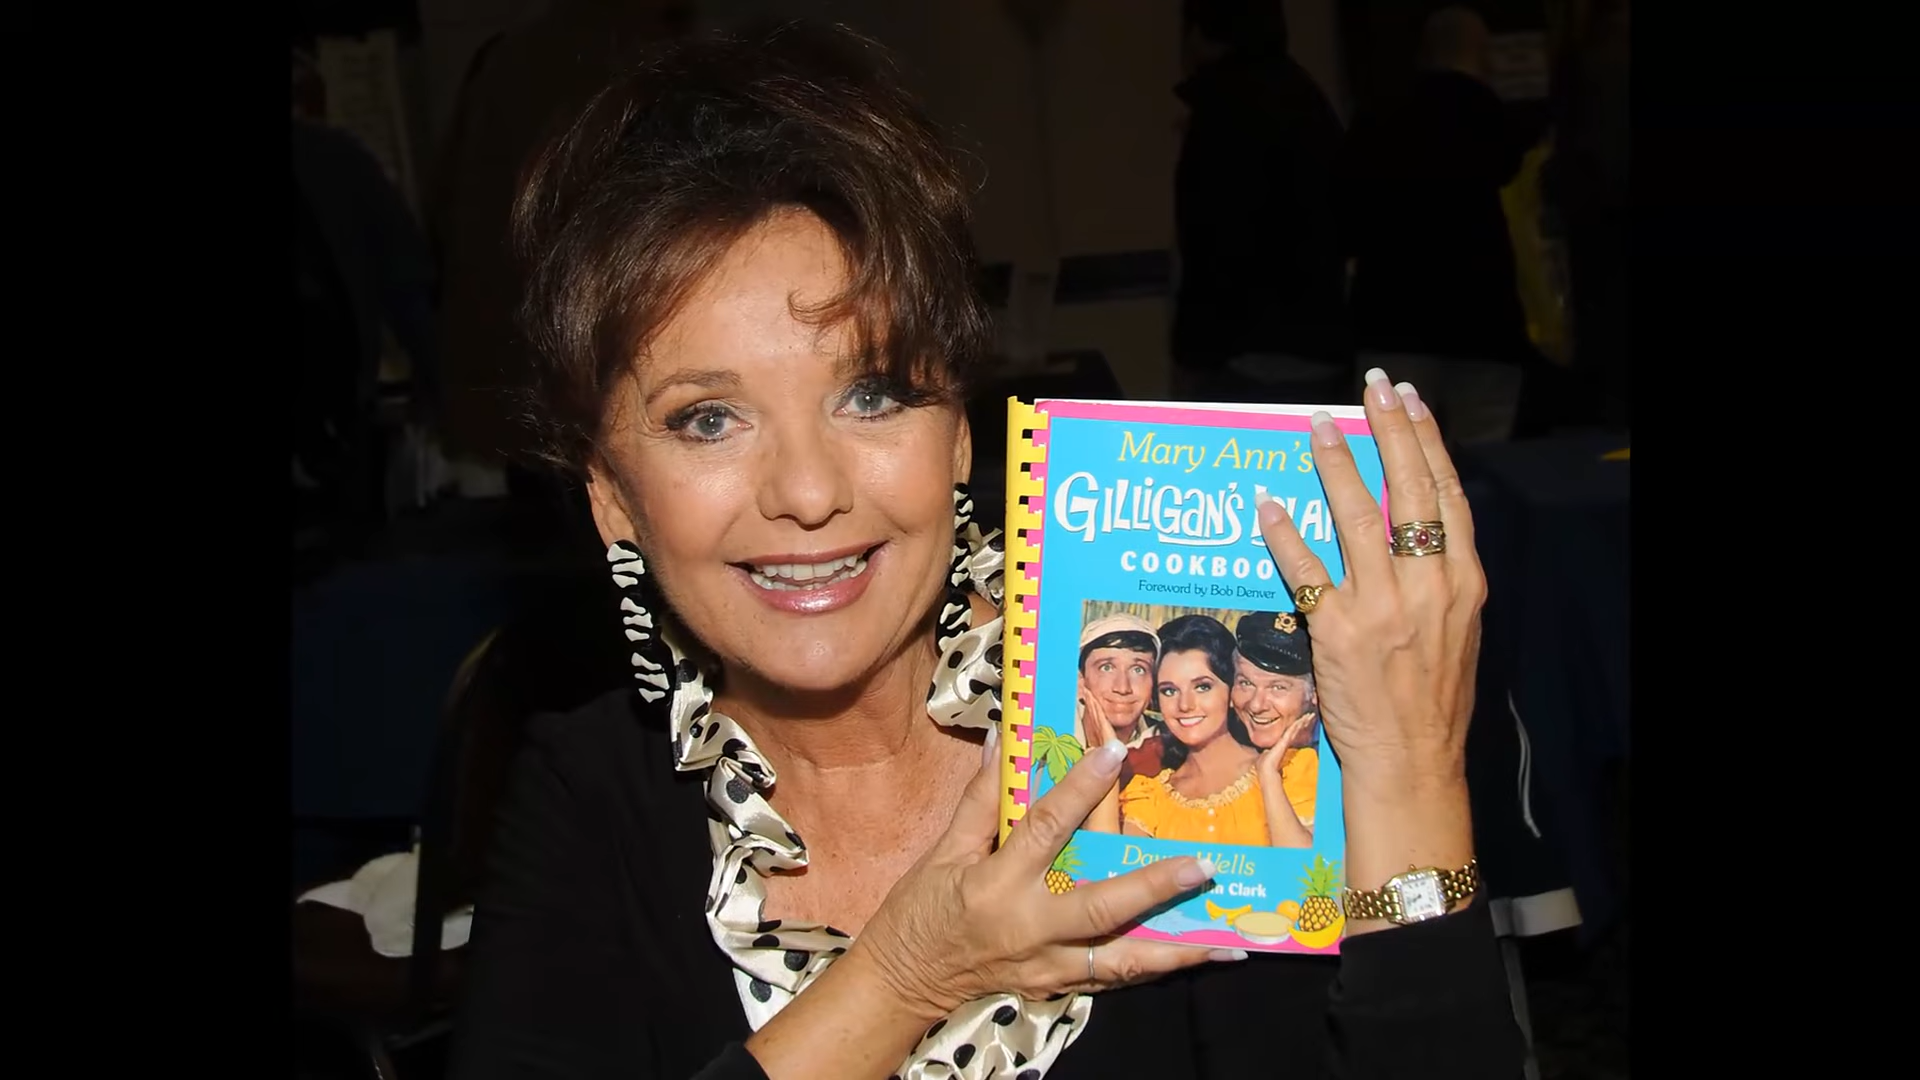 Mary Ann's
GILLiGan'S
COOKBOO
Foreword by Bob Denver
Wells
Clark